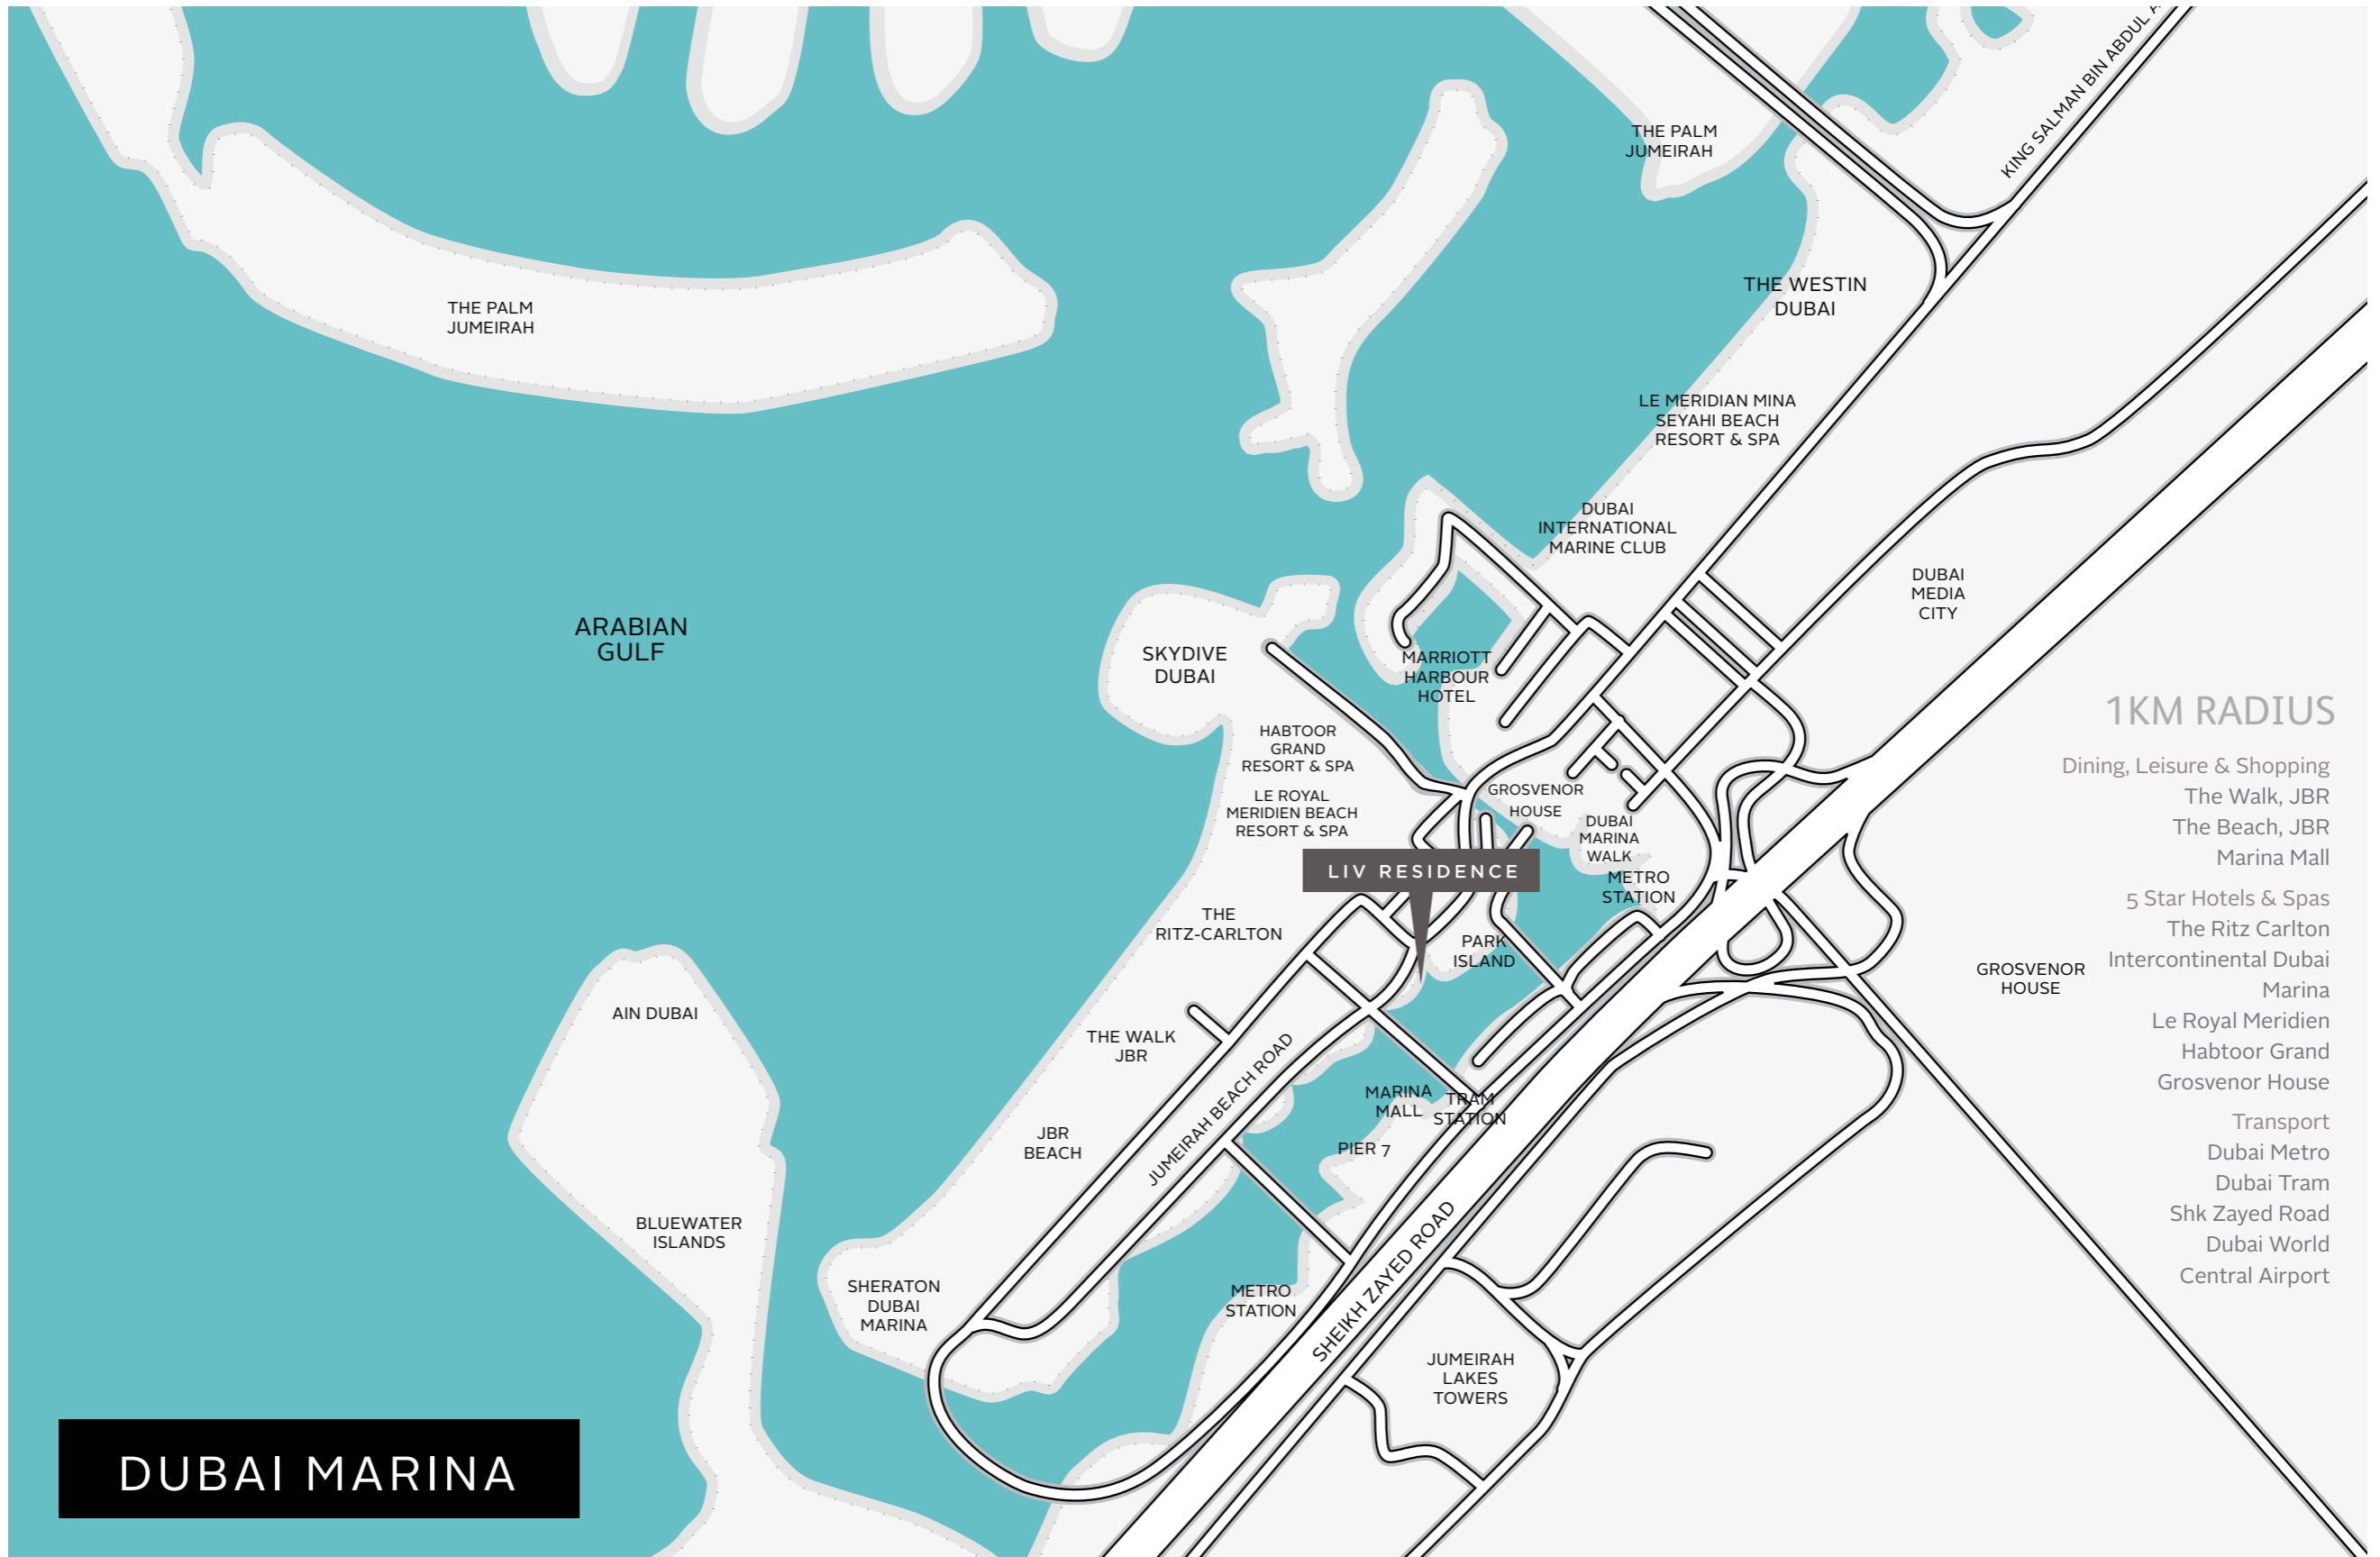 KING SALMAN BIN ABDUL A
THE PALM
JUMEIRAH
THE WESTIN
DUBAI
THE PALM
JUMEIRAH
LE MERIDIAN MINA
SEYAHI BEACH
RESORT & SPA
DUBAI
INTERNATIONAL
MARINE CLUB
DUBAI
MEDIA
CITY
ARABIAN
GULF
SKYDIVE
DUBAI
MARRIOTT
HARBOUR
HOTEL
HABTOOR
GRAND
RESORT & SPA
LE ROYAL
MERIDIEN BEACH
RESORT & SPA
GROSVENOR
HOUSE
DUBAI
MARINA
WALK
METRO
STATION
LIV RESIDENCE
THE
RITZ-CARLTON
PARK
ISLAND
GROSVENOR
HOUSE
AIN DUBAI
THE WALK
JBR
JUMEIRAH BEACH ROAD
MARINA
MALL
TRAM
STATION
JBR
BEACH
PIER 7
BLUEWATER
ISLANDS
SHERATON
DUBAI
MARINA
METRO
STATION
SHEIKH ZAYED ROAD
JUMEIRAH
LAKES
TOWERS
1KM RADIUS
Dining, Leisure & Shopping
The Walk, JBR
The Beach, JBR
Marina Mall
5 Star Hotels & Spas
The Ritz Carlton
Intercontinental Dubai
Marina
Le Royal Meridien
Habtoor Grand
Grosvenor House
Transport
Dubai Metro
Dubai Tram
Shk Zayed Road
Dubai World
Central Airport
DUBAI MARINA